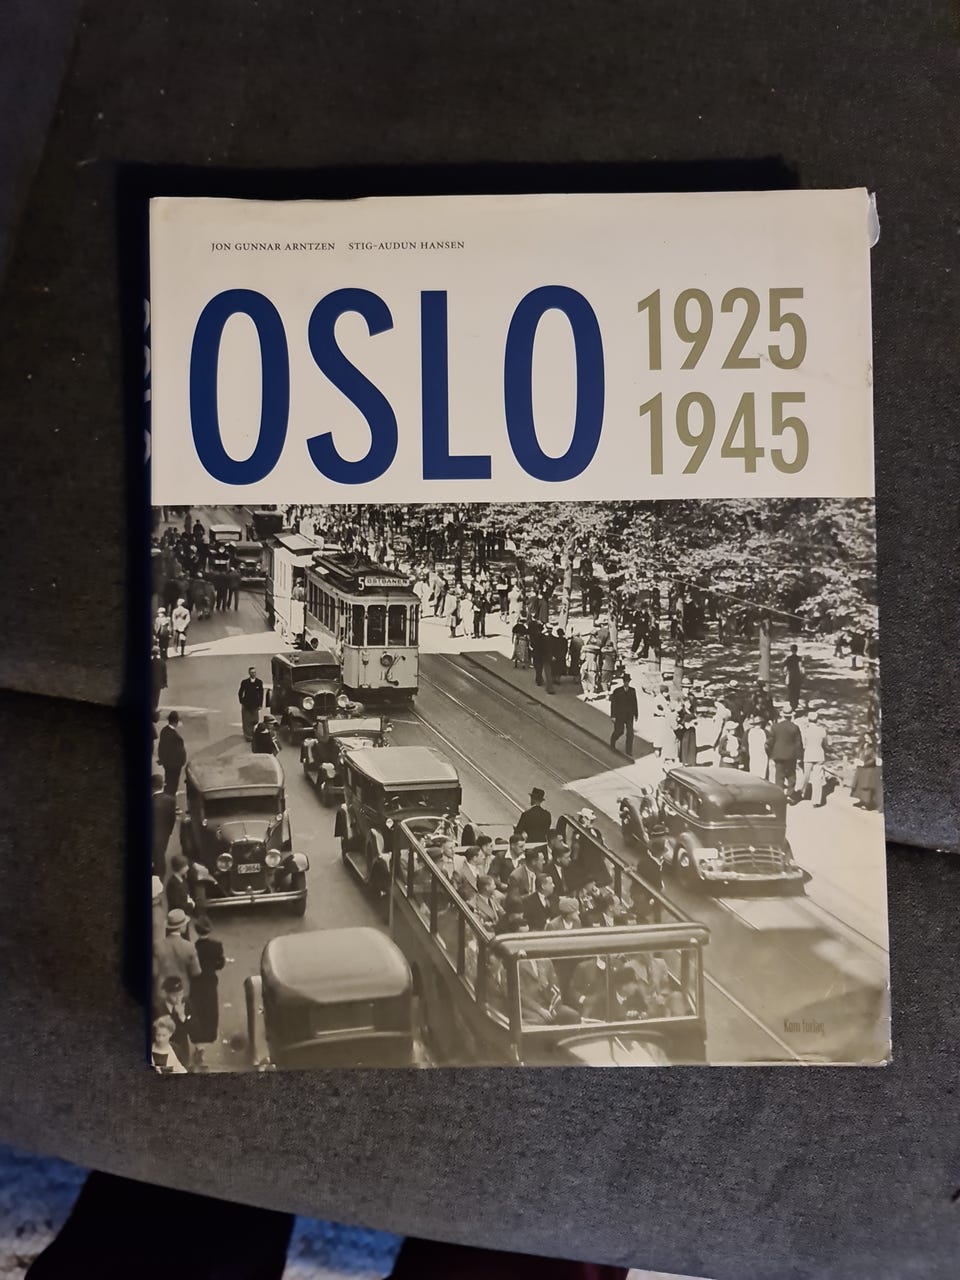 JON GUNNAR ARNTZEN STIG-AUDUN HANSEN
OSLO
1925
1945
5 ØSTBANEN
Kom forlag